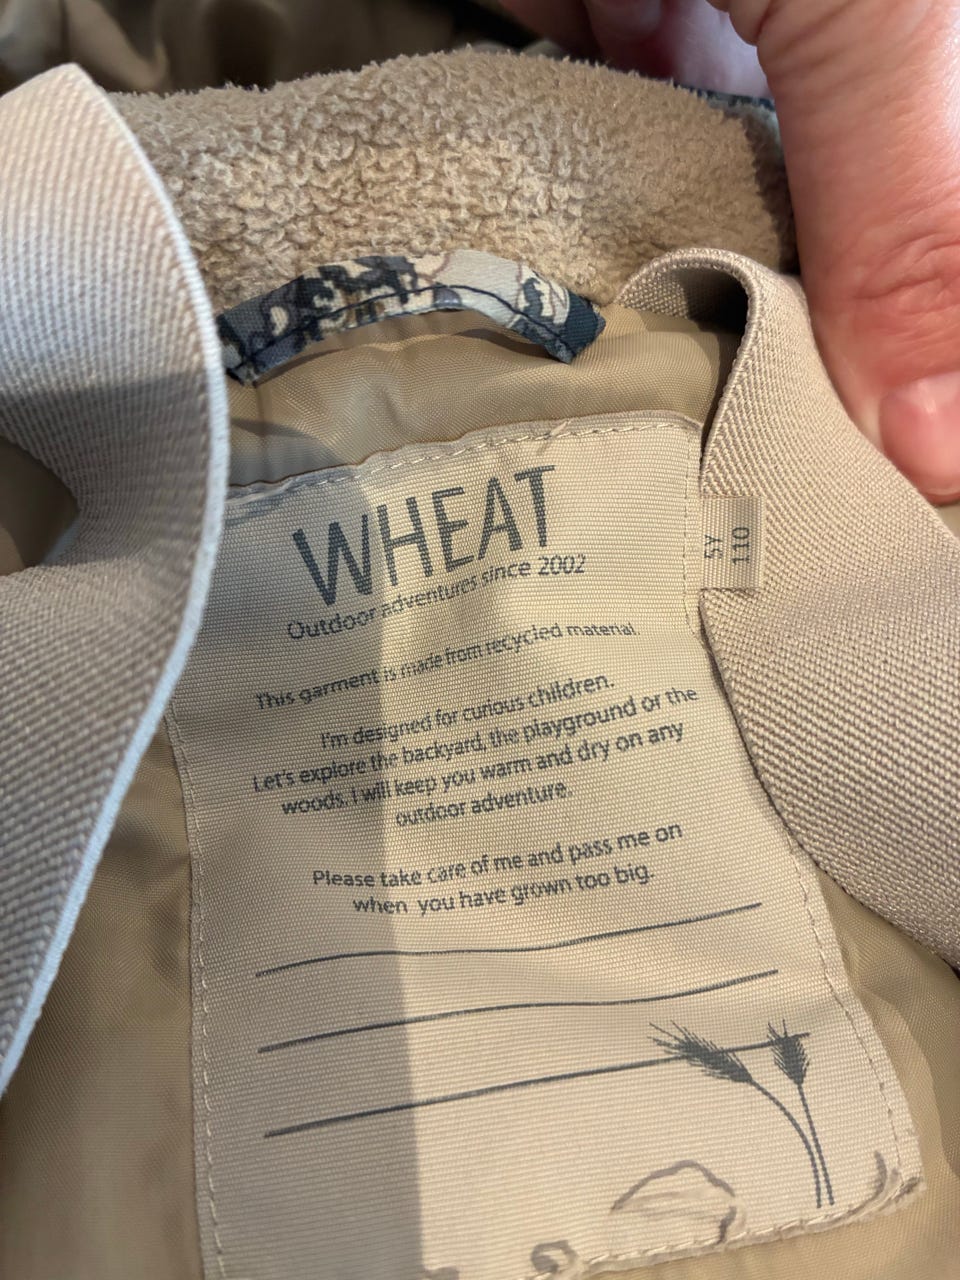 WHEAT
Outdoor adventures since 2002
This garment is made from recycled material.
I'm designed for curious children.
Let's explore the backyard, the playground or the
woods. I will keep you warm and dry on any
outdoor adventure.
Please take care of me and pass me on
when you have grown too big.
5Y
110